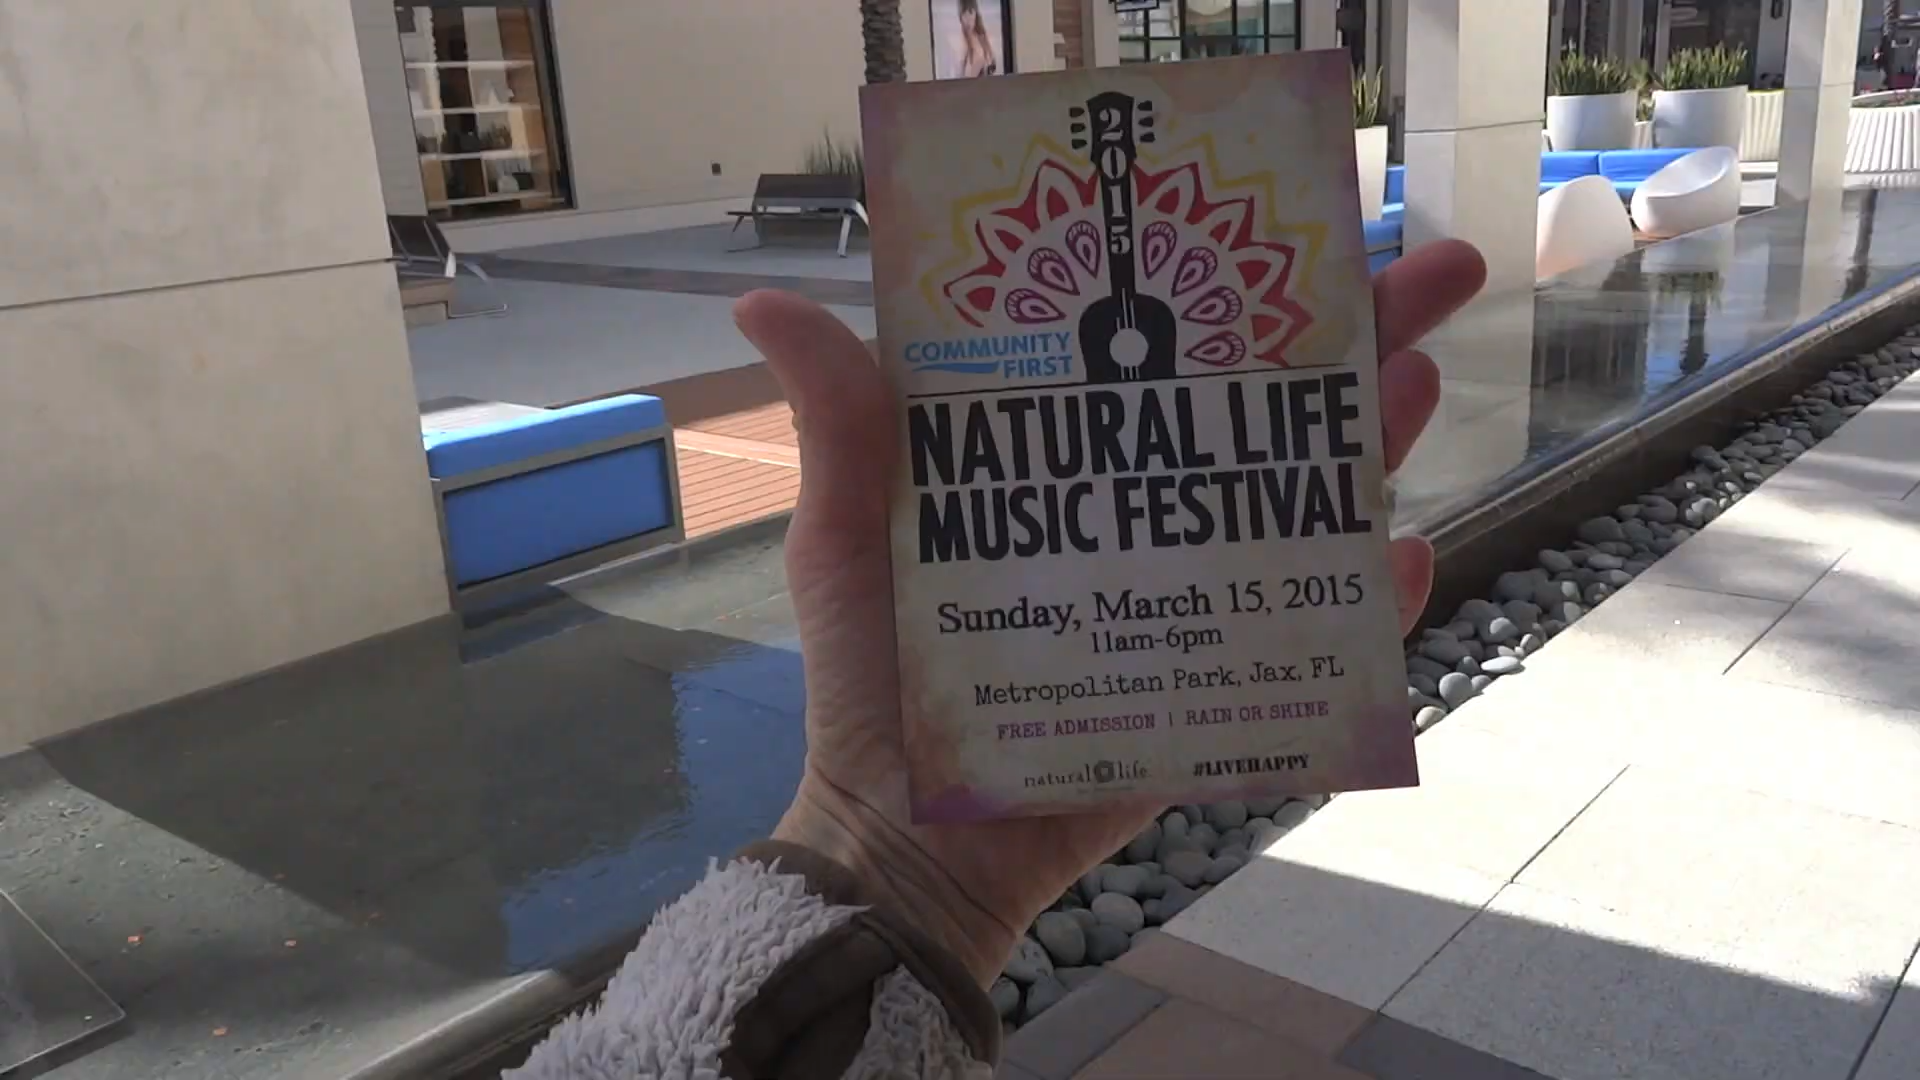 2015
COMMUNITY
FIRST
NATURAL LIFE
MUSIC FESTIVAL
Sunday, March 15, 2015
11am-6pm
Metropolitan Park, Jax, FL
FREE ADMISSION | RAIN OR SHINE
natural life
#LIVEHAPPY